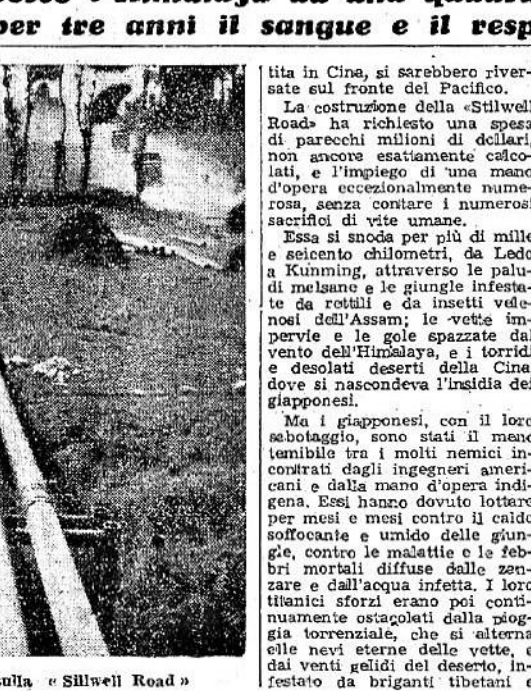 per tre anni il sangue e il resp
sulla « Sillwell Road »
tita in Cina, si sarebbero river-
sate sul fronte del Pacifico.
La costruzione della «Stilwell
Road» ha richiesto una spesa
di parecchi milioni di dollari,
non ancora esattamente calco-
lati, e l'impiego di una mano
d'opera eccezionalmente nume-
rosa, senza contare i numerosi
sacrifici di vite umane.
Essa si snoda per più di mille
e seicento chilometri, da Ledo
a Kunming, attraverso le palu-
di melsane e le giungle infesta-
te da rettili e da insetti vele-
nosi dell'Assam; le vette im-
pervie e le gole spazzate dal
vento dell'Himalaya, e i torridi
e desolati deserti della Cina
dove si nascondeva l'insidia dei
giapponesi.
Ma i giapponesi, con il loro
sabotaggio, sono stati il meno
temibile tra i molti nemici in-
contrati dagli ingegneri ameri-
cani e dalla mano d'opera indi-
gena. Essi hanno dovuto lottare
per mesi e mesi contro il caldo
soffocante e umido delle giun-
gle, contro le malattie e le feb-
bri mortali diffuse dalle zan-
zare e dall'acqua infetta. I loro
titanici sforzi erano poi conti-
nuamente ostacolati dalla piog-
gia torrenziale, che si alterna
alle nevi eterne delle vette, e
dai venti gelidi del deserto, in-
festato da briganti tibetani